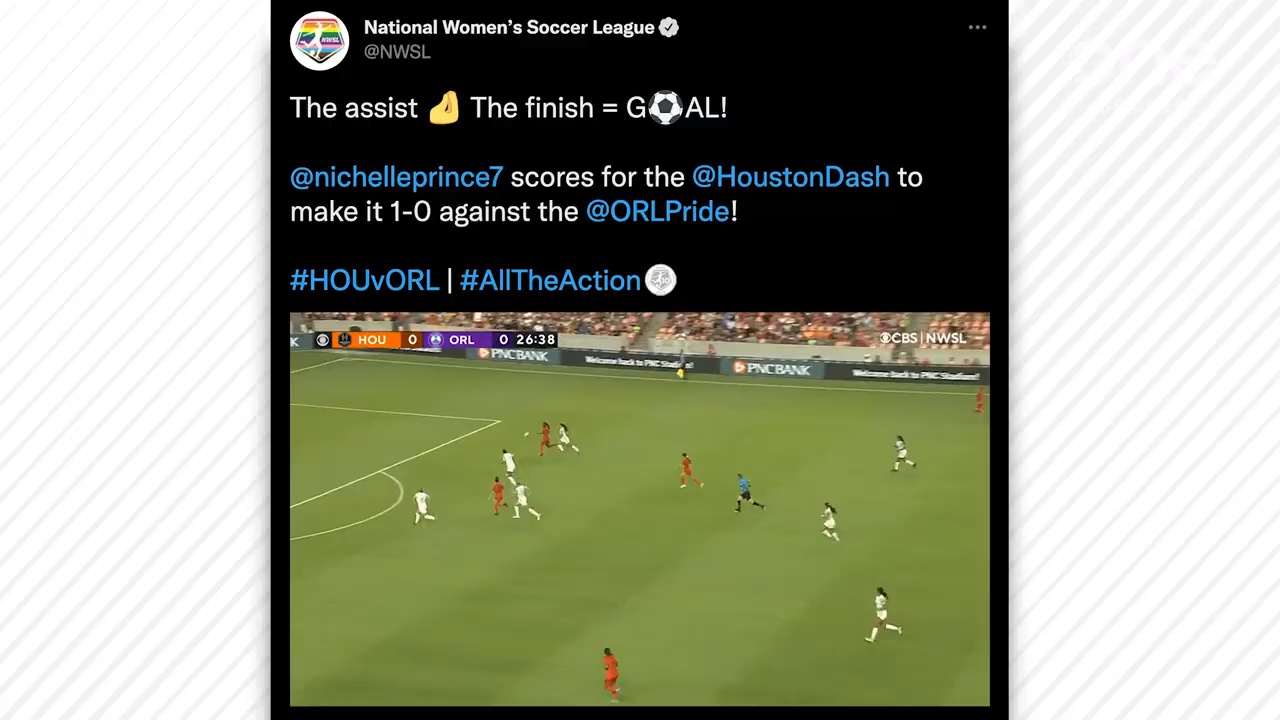 National Women's Soccer League
@NWSL
The assist 🤌 The finish = G⚽AL!
@nichelleprince7 scores for the @HoustonDash to
make it 1-0 against the @ORLPride!
#HOUvORL | #AllTheAction
HOU 0 ORL 0 26:38
CBS | NWSL
PNC BANK
Welcome back to PNC Stadium!
PNC BANK
Welcome back to PNC Stadium!